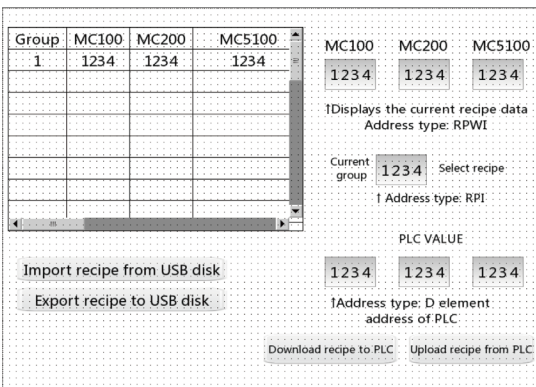 Group MC100 MC200 MC5100
1 1234 1234 1234
MC100 MC200 MC5100
1234 1234 1234
↑Displays the current recipe data
Address type: RPWI
Current group 1234 Select recipe
↑ Address type: RPI
PLC VALUE
1234 1234 1234
↑Address type: D element
address of PLC
Import recipe from USB disk
Export recipe to USB disk
Download recipe to PLC Upload recipe from PLC